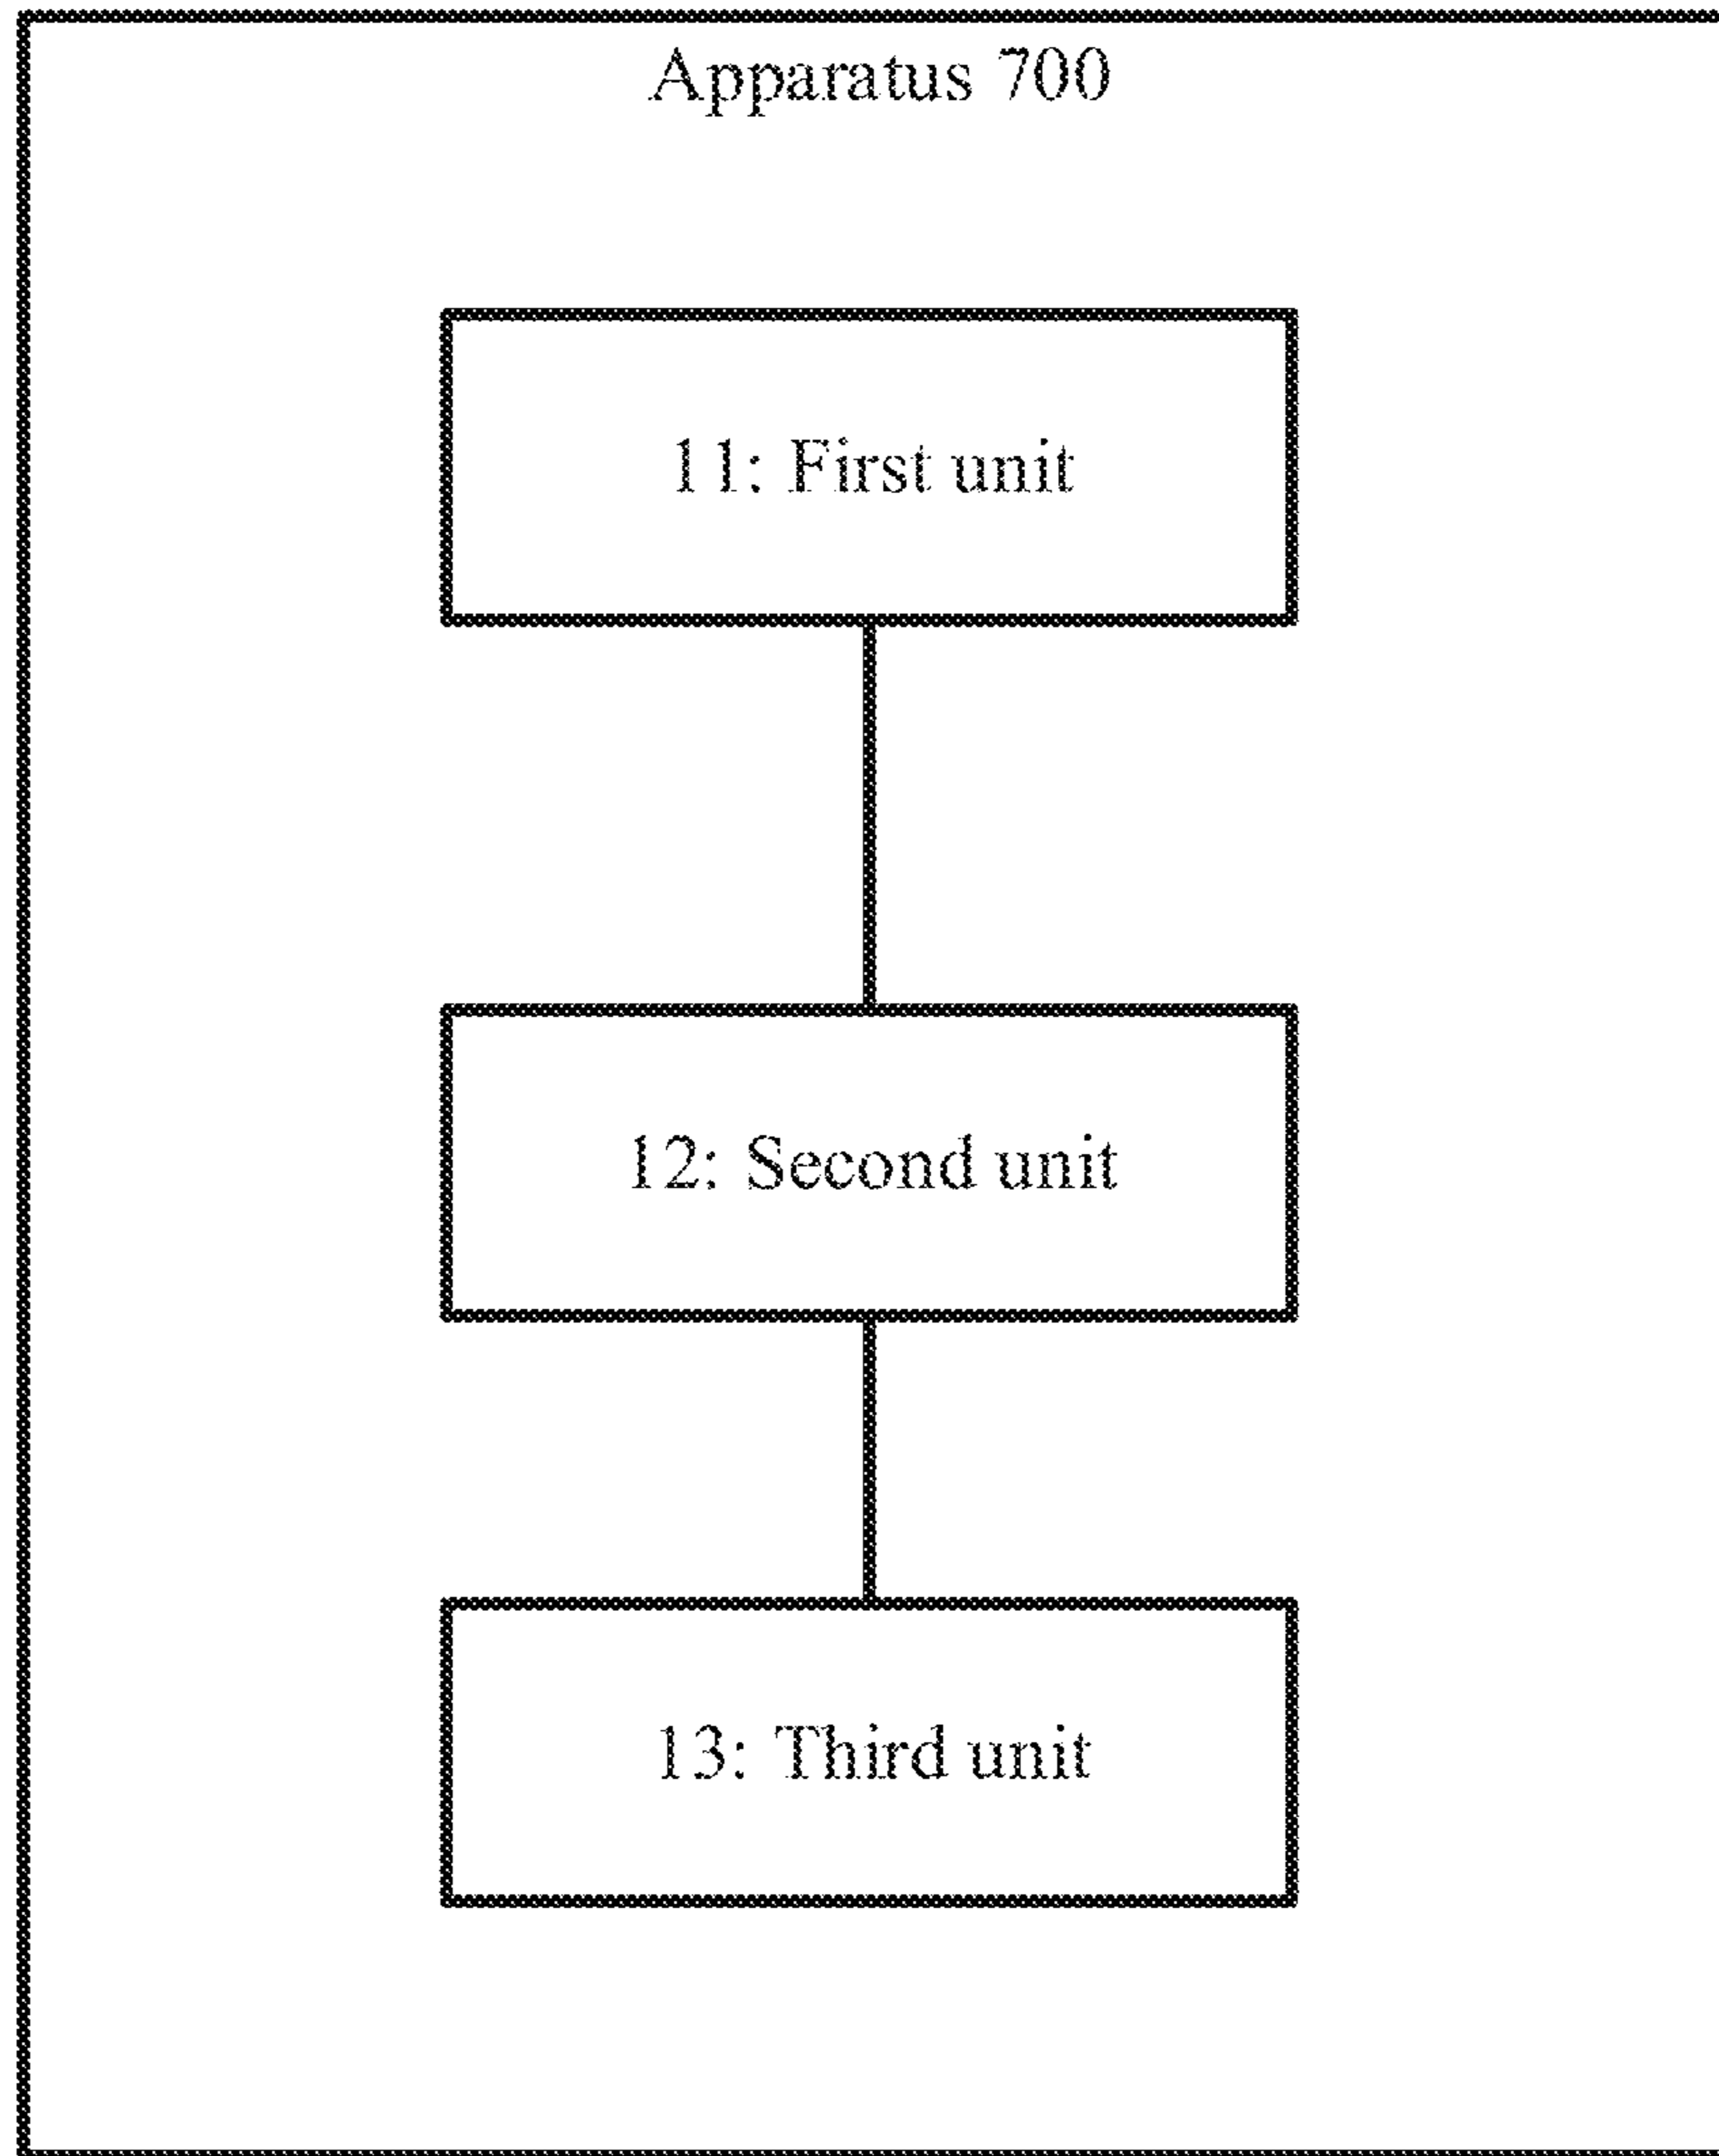 Apparatus 700
11: First unit
12: Second unit
13: Third unit